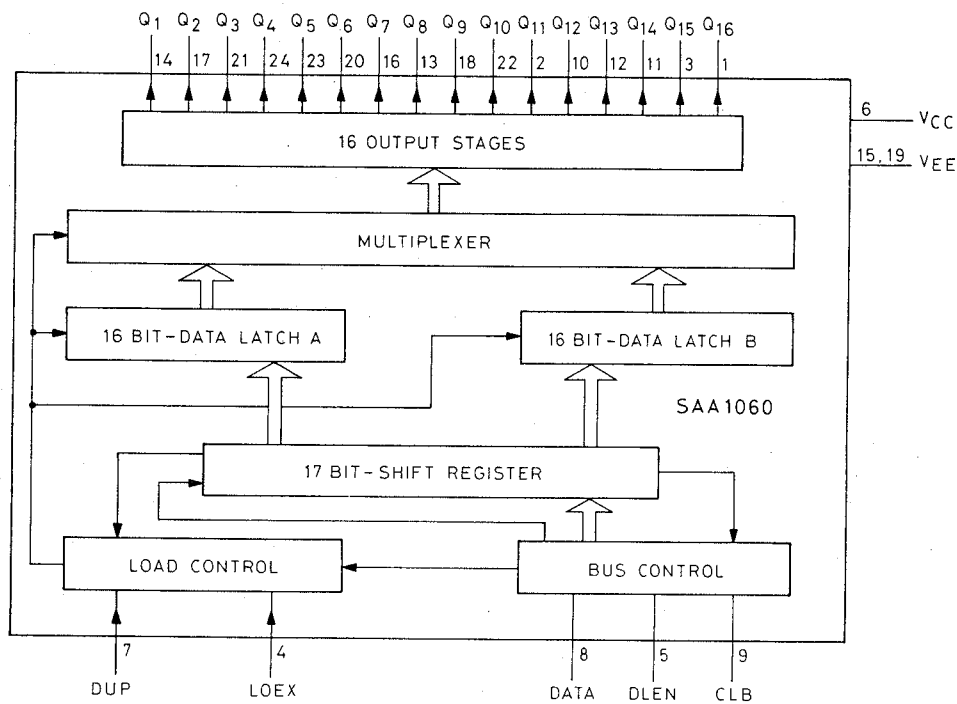 Q1 Q2 Q3 Q4 Q5 Q6 Q7 Q8 Q9 Q10 Q11 Q12 Q13 Q14 Q15 Q16
14 17 21 24 23 20 16 13 18 22 2 10 12 11 3 1
16 OUTPUT STAGES
6 VCC
15,19 VEE
MULTIPLEXER
16 BIT-DATA LATCH A
16 BIT-DATA LATCH B
SAA1060
17 BIT-SHIFT REGISTER
LOAD CONTROL
BUS CONTROL
7 4 8 5 9
DUP LOEX DATA DLEN CLB